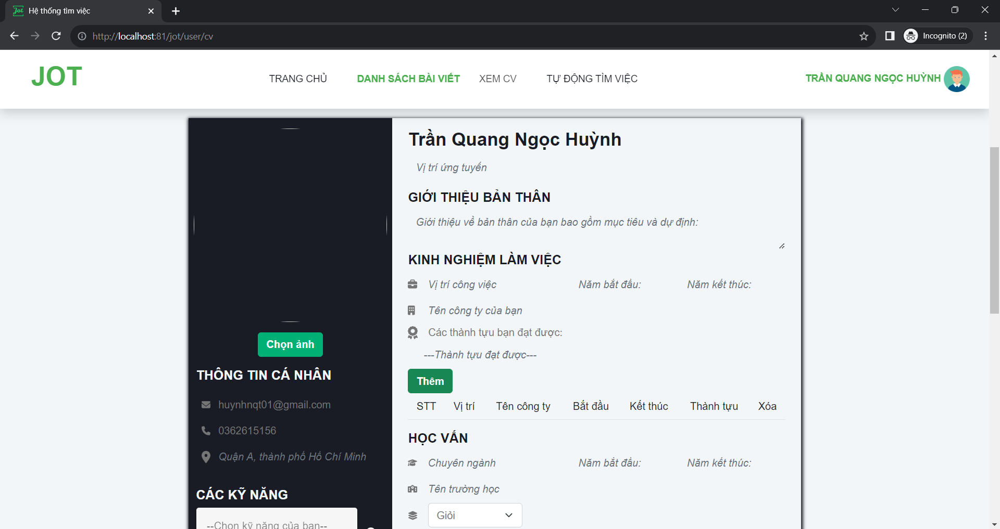 Jot Hệ thống tìm việc
http://localhost:81/jot/user/cv
Incognito (2)
JOT
TRANG CHỦ
DANH SÁCH BÀI VIẾT
XEM CV
TỰ ĐỘNG TÌM VIỆC
TRẦN QUANG NGỌC HUỲNH
Chọn ảnh
THÔNG TIN CÁ NHÂN
huynhnqt01@gmail.com
0362615156
Quận A, thành phố Hồ Chí Minh
CÁC KỸ NĂNG
--Chọn kỹ năng của bạn--
Trần Quang Ngọc Huỳnh
Vị trí ứng tuyển
GIỚI THIỆU BẢN THÂN
Giới thiệu về bản thân của bạn bao gồm mục tiêu và dự định:
KINH NGHIỆM LÀM VIỆC
Vị trí công việc Năm bắt đầu: Năm kết thúc:
Tên công ty của bạn
Các thành tựu bạn đạt được:
---Thành tựu đạt được---
Thêm
STT Vị trí Tên công ty Bắt đầu Kết thúc Thành tựu Xóa
HỌC VẤN
Chuyên ngành Năm bắt đầu: Năm kết thúc:
Tên trường học
Giỏi